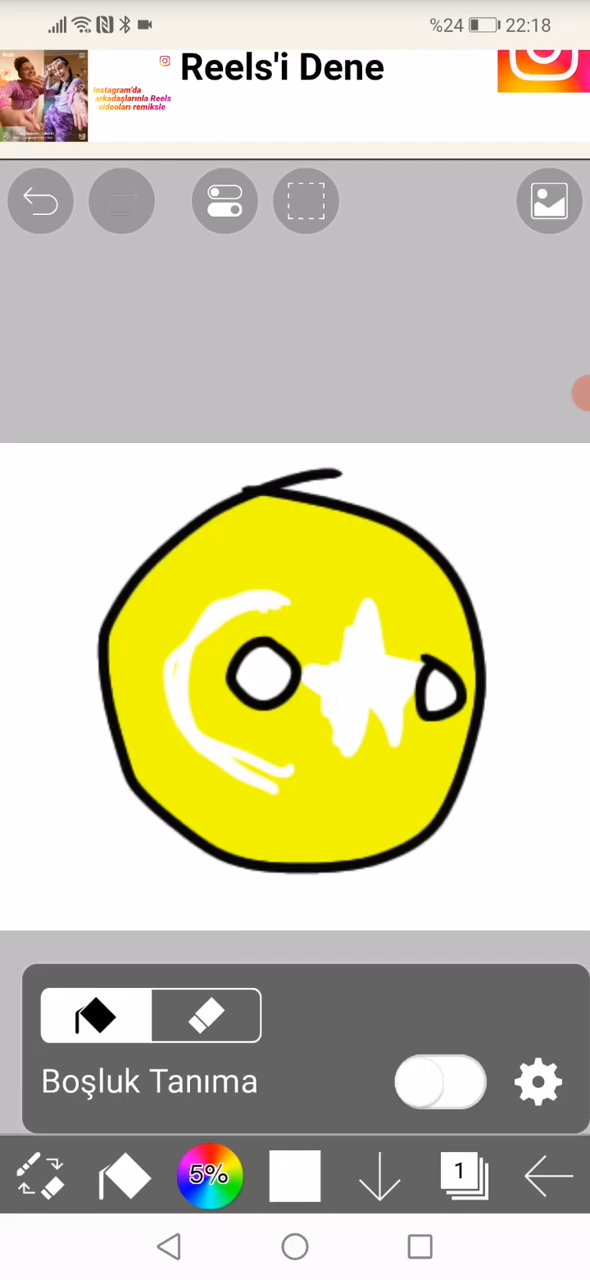 %24 22:18
Reels'i Dene
Instagram'da
arkadaşlarınla Reels
videoları remiksle
Boşluk Tanıma
5%
1